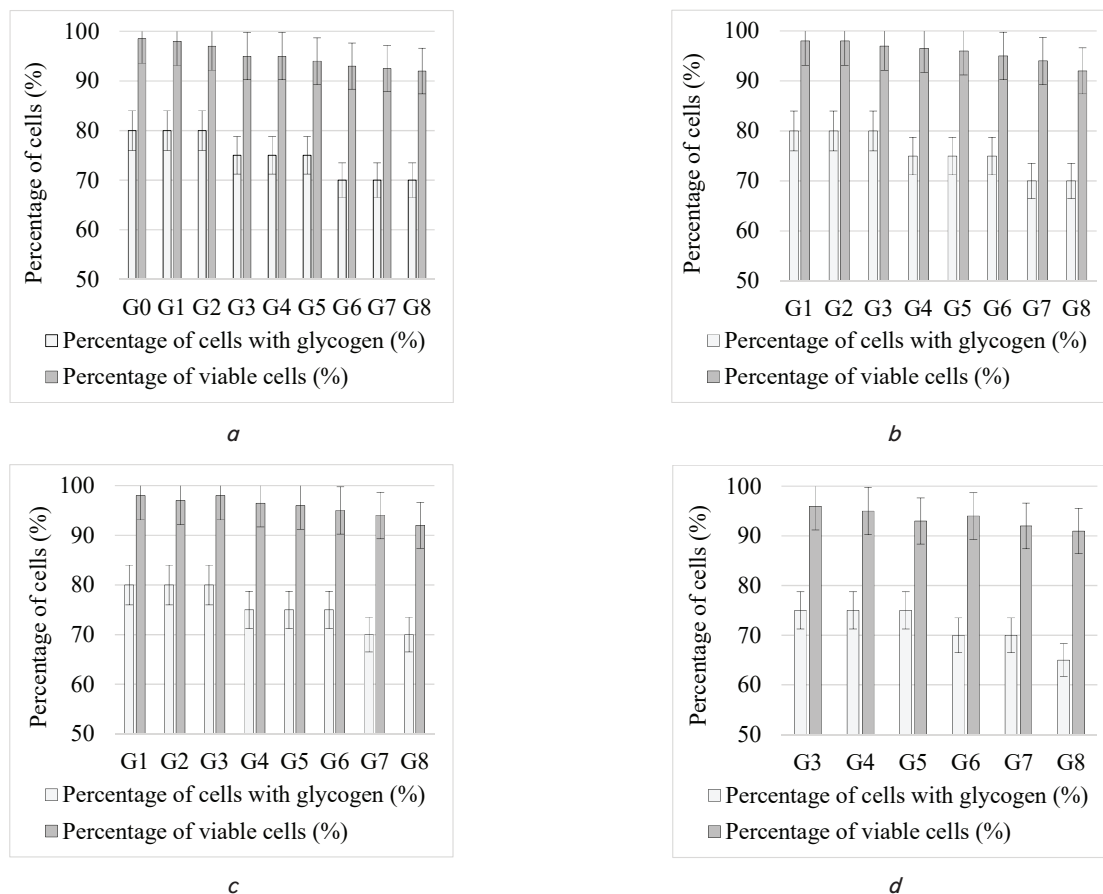 Percentage of cells (%)
100
90
80
70
60
50
G0 G1 G2 G3 G4 G5 G6 G7 G8
Percentage of cells with glycogen (%)
Percentage of viable cells (%)
a
Percentage of cells (%)
100
90
80
70
60
50
G1 G2 G3 G4 G5 G6 G7 G8
Percentage of cells with glycogen (%)
Percentage of viable cells (%)
b
Percentage of cells (%)
100
90
80
70
60
50
G1 G2 G3 G4 G5 G6 G7 G8
Percentage of cells with glycogen (%)
Percentage of viable cells (%)
c
Percentage of cells (%)
100
90
80
70
60
50
G3 G4 G5 G6 G7 G8
Percentage of cells with glycogen (%)
Percentage of viable cells (%)
d